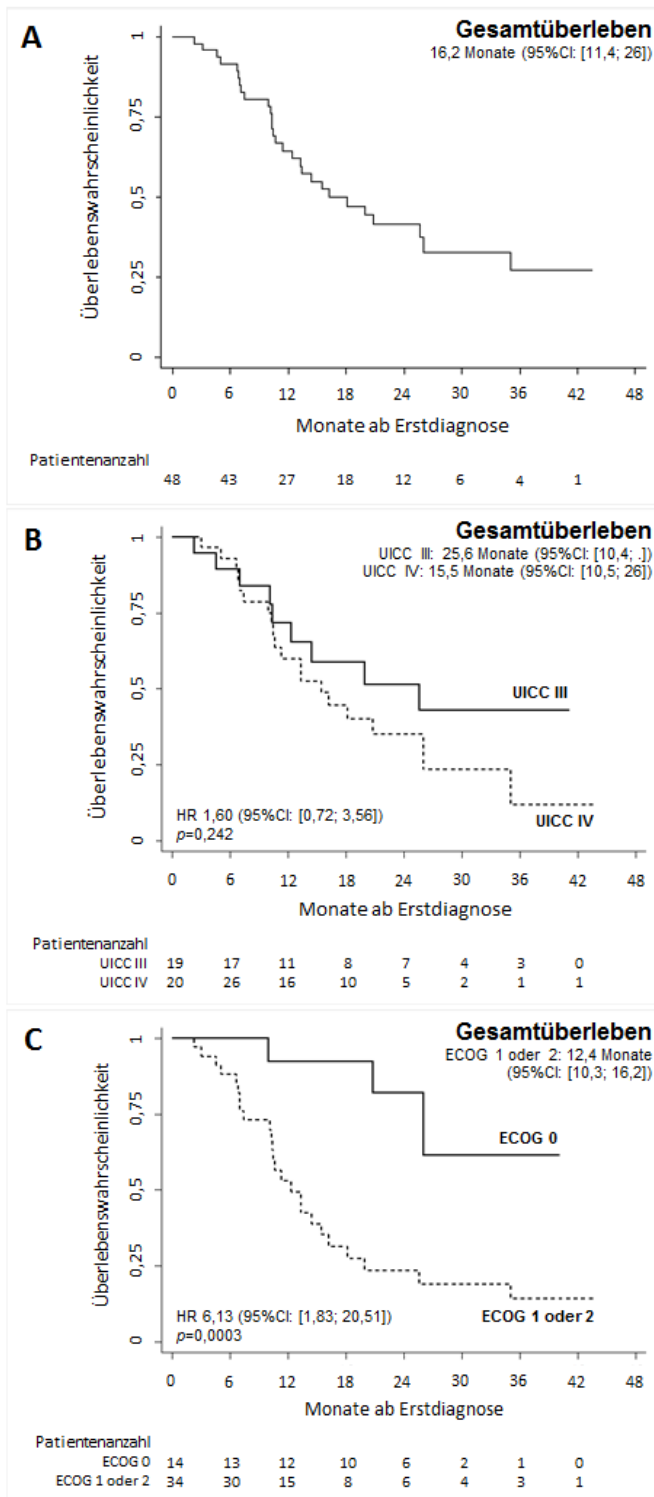 A
Gesamtüberleben
16,2 Monate (95%CI: [11,4; 26])
Überlebenswahrscheinlichkeit
1
0,75
0,5
0,25
0
0 6 12 18 24 30 36 42 48
Monate ab Erstdiagnose
Patientenanzahl
48 43 27 18 12 6 4 1
B
Gesamtüberleben
UICC III: 25,6 Monate (95%CI: [10,4; .])
UICC IV: 15,5 Monate (95%CI: [10,5; 26])
Überlebenswahrscheinlichkeit
1
0,75
0,5
0,25
0
UICC III
UICC IV
HR 1,60 (95%CI: [0,72; 3,56])
p=0,242
0 6 12 18 24 30 36 42 48
Monate ab Erstdiagnose
Patientenanzahl
UICC III 19 17 11 8 7 4 3 0
UICC IV 20 26 16 10 5 2 1 1
C
Gesamtüberleben
ECOG 1 oder 2: 12,4 Monate
(95%CI: [10,3; 16,2])
Überlebenswahrscheinlichkeit
1
0,75
0,5
0,25
0
ECOG 0
ECOG 1 oder 2
HR 6,13 (95%CI: [1,83; 20,51])
p=0,0003
0 6 12 18 24 30 36 42 48
Monate ab Erstdiagnose
Patientenanzahl
ECOG 0 14 13 12 10 6 2 1 0
ECOG 1 oder 2 34 30 15 8 6 4 3 1